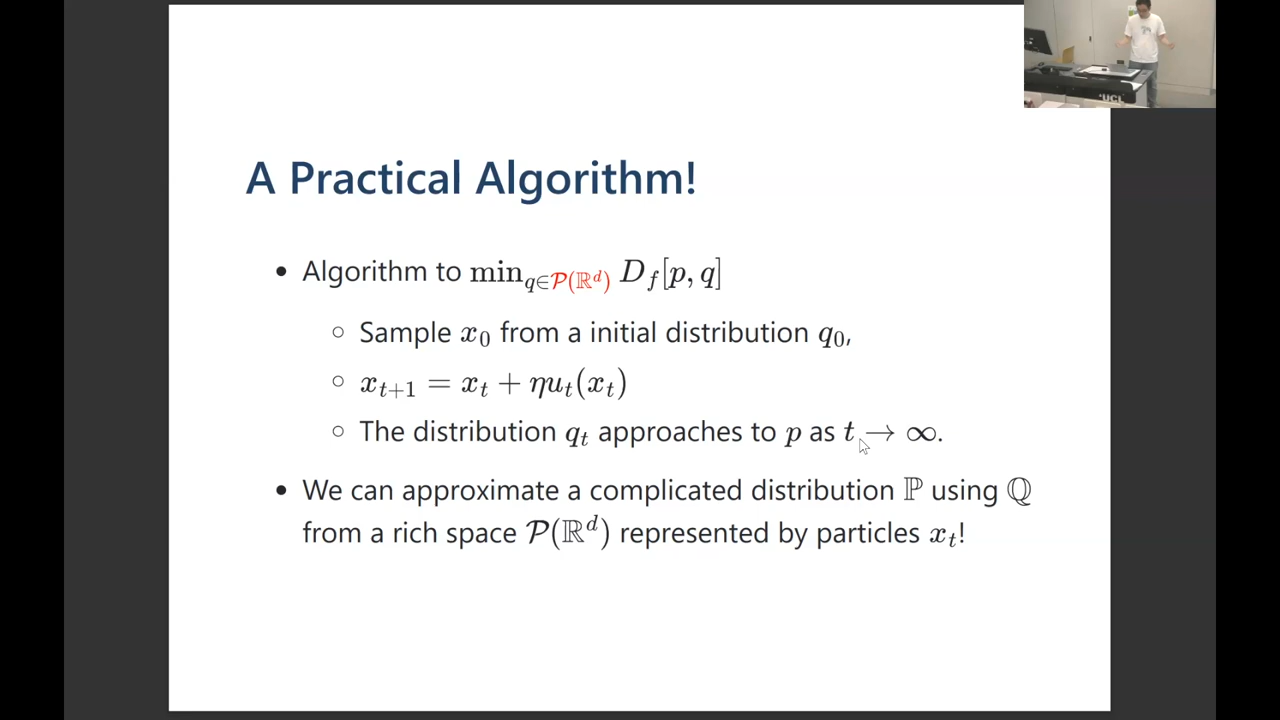 A Practical Algorithm!
• Algorithm to min_{q∈𝒫(ℝ^d)} D_f[p, q]
○ Sample x_0 from a initial distribution q_0,
○ x_{t+1} = x_t + ηu_t(x_t)
○ The distribution q_t approaches to p as t → ∞.
• We can approximate a complicated distribution ℙ using ℚ
from a rich space 𝒫(ℝ^d) represented by particles x_t!
UCL